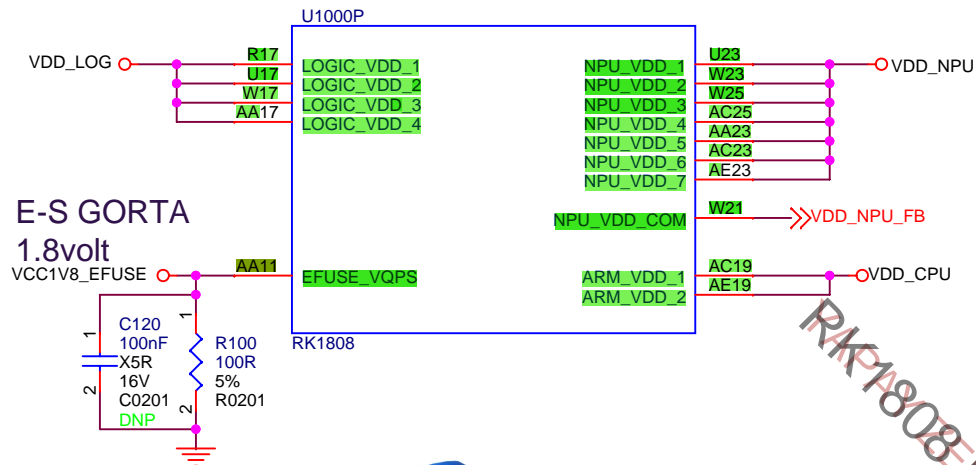 U1000P
VDD_LOG
R17
U17
W17
AA17
LOGIC_VDD_1
LOGIC_VDD_2
LOGIC_VDD_3
LOGIC_VDD_4
NPU_VDD_1
NPU_VDD_2
NPU_VDD_3
NPU_VDD_4
NPU_VDD_5
NPU_VDD_6
NPU_VDD_7
U23
W23
W25
AC25
AA23
AC23
AE23
VDD_NPU
NPU_VDD_COM
W21
VDD_NPU_FB
E-S GORTA
1.8volt
VCC1V8_EFUSE
AA11
EFUSE_VQPS
ARM_VDD_1
ARM_VDD_2
AC19
AE19
VDD_CPU
RK1808
1
2
C120
100nF
X5R
16V
C0201
DNP
1
2
R100
100R
5%
R0201
RK1808